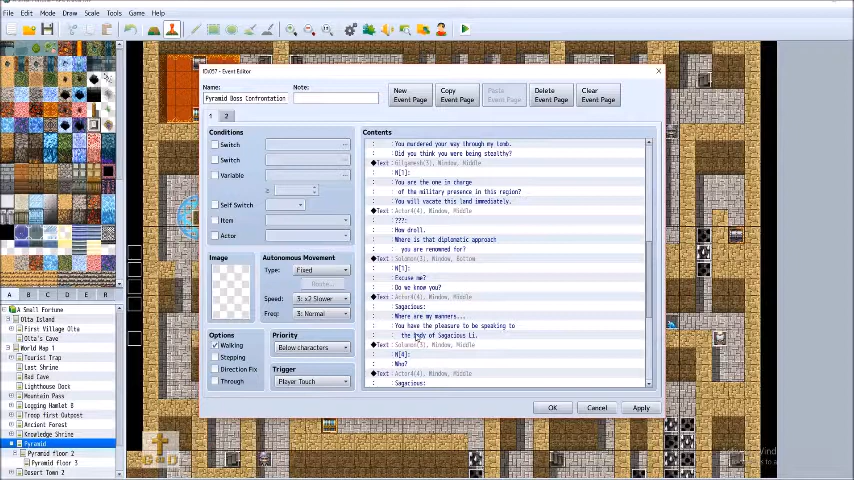 File Edit Mode Draw Scale Tools Game Help
ID:057 - Event Editor
Name:
Note:
Pyramid Boss Confrontation
New
Event Page
Copy
Event Page
Paste
Event Page
Delete
Event Page
Clear
Event Page
1 2
Conditions
Switch
Switch
Variable
≥
Self Switch
Item
Actor
Image
Autonomous Movement
Type: Fixed
Route...
Speed: 3: x2 Slower
Freq: 3: Normal
Options
Walking
Stepping
Direction Fix
Through
Priority
Below characters
Trigger
Player Touch
Contents
: :You murdered your way through my tomb.
: :Did you think you were being stealthy?
◆Text:Gilgamesh(3), Window, Middle
: :N[1]:
: :You are the one in charge
: : of the military presence in this region?
: :You will vacate this land immediately.
◆Text:Actor4(4), Window, Middle
: :???:
: :How droll.
: :Where is that diplomatic approach
: : you are renowned for?
◆Text:Solomon(3), Window, Bottom
: :N[1]:
: :Excuse me?
: :Do we know you?
◆Text:Actor4(4), Window, Middle
: :Sagacious:
: :Where are my manners...
: :You have the pleasure to be speaking to
: : the body of Sagacious Li.
◆Text:Solomon(3), Window, Middle
: :N[4]:
: :Who?
◆Text:Actor4(4), Window, Middle
: :Sagacious:
OK Cancel Apply
A B C D E R
A Small Fortune
Olta Island
First Village Olta
Olta's Cave
World Map 1
Tourist Trap
Last Shrine
Bad Cave
Lighthouse Dock
Mountain Pass
Logging Hamlet B
Troop first Outpost
Ancient Forest
Knowledge Shrine
Pyramid
Pyramid floor 2
Pyramid floor 3
Desert Town 2